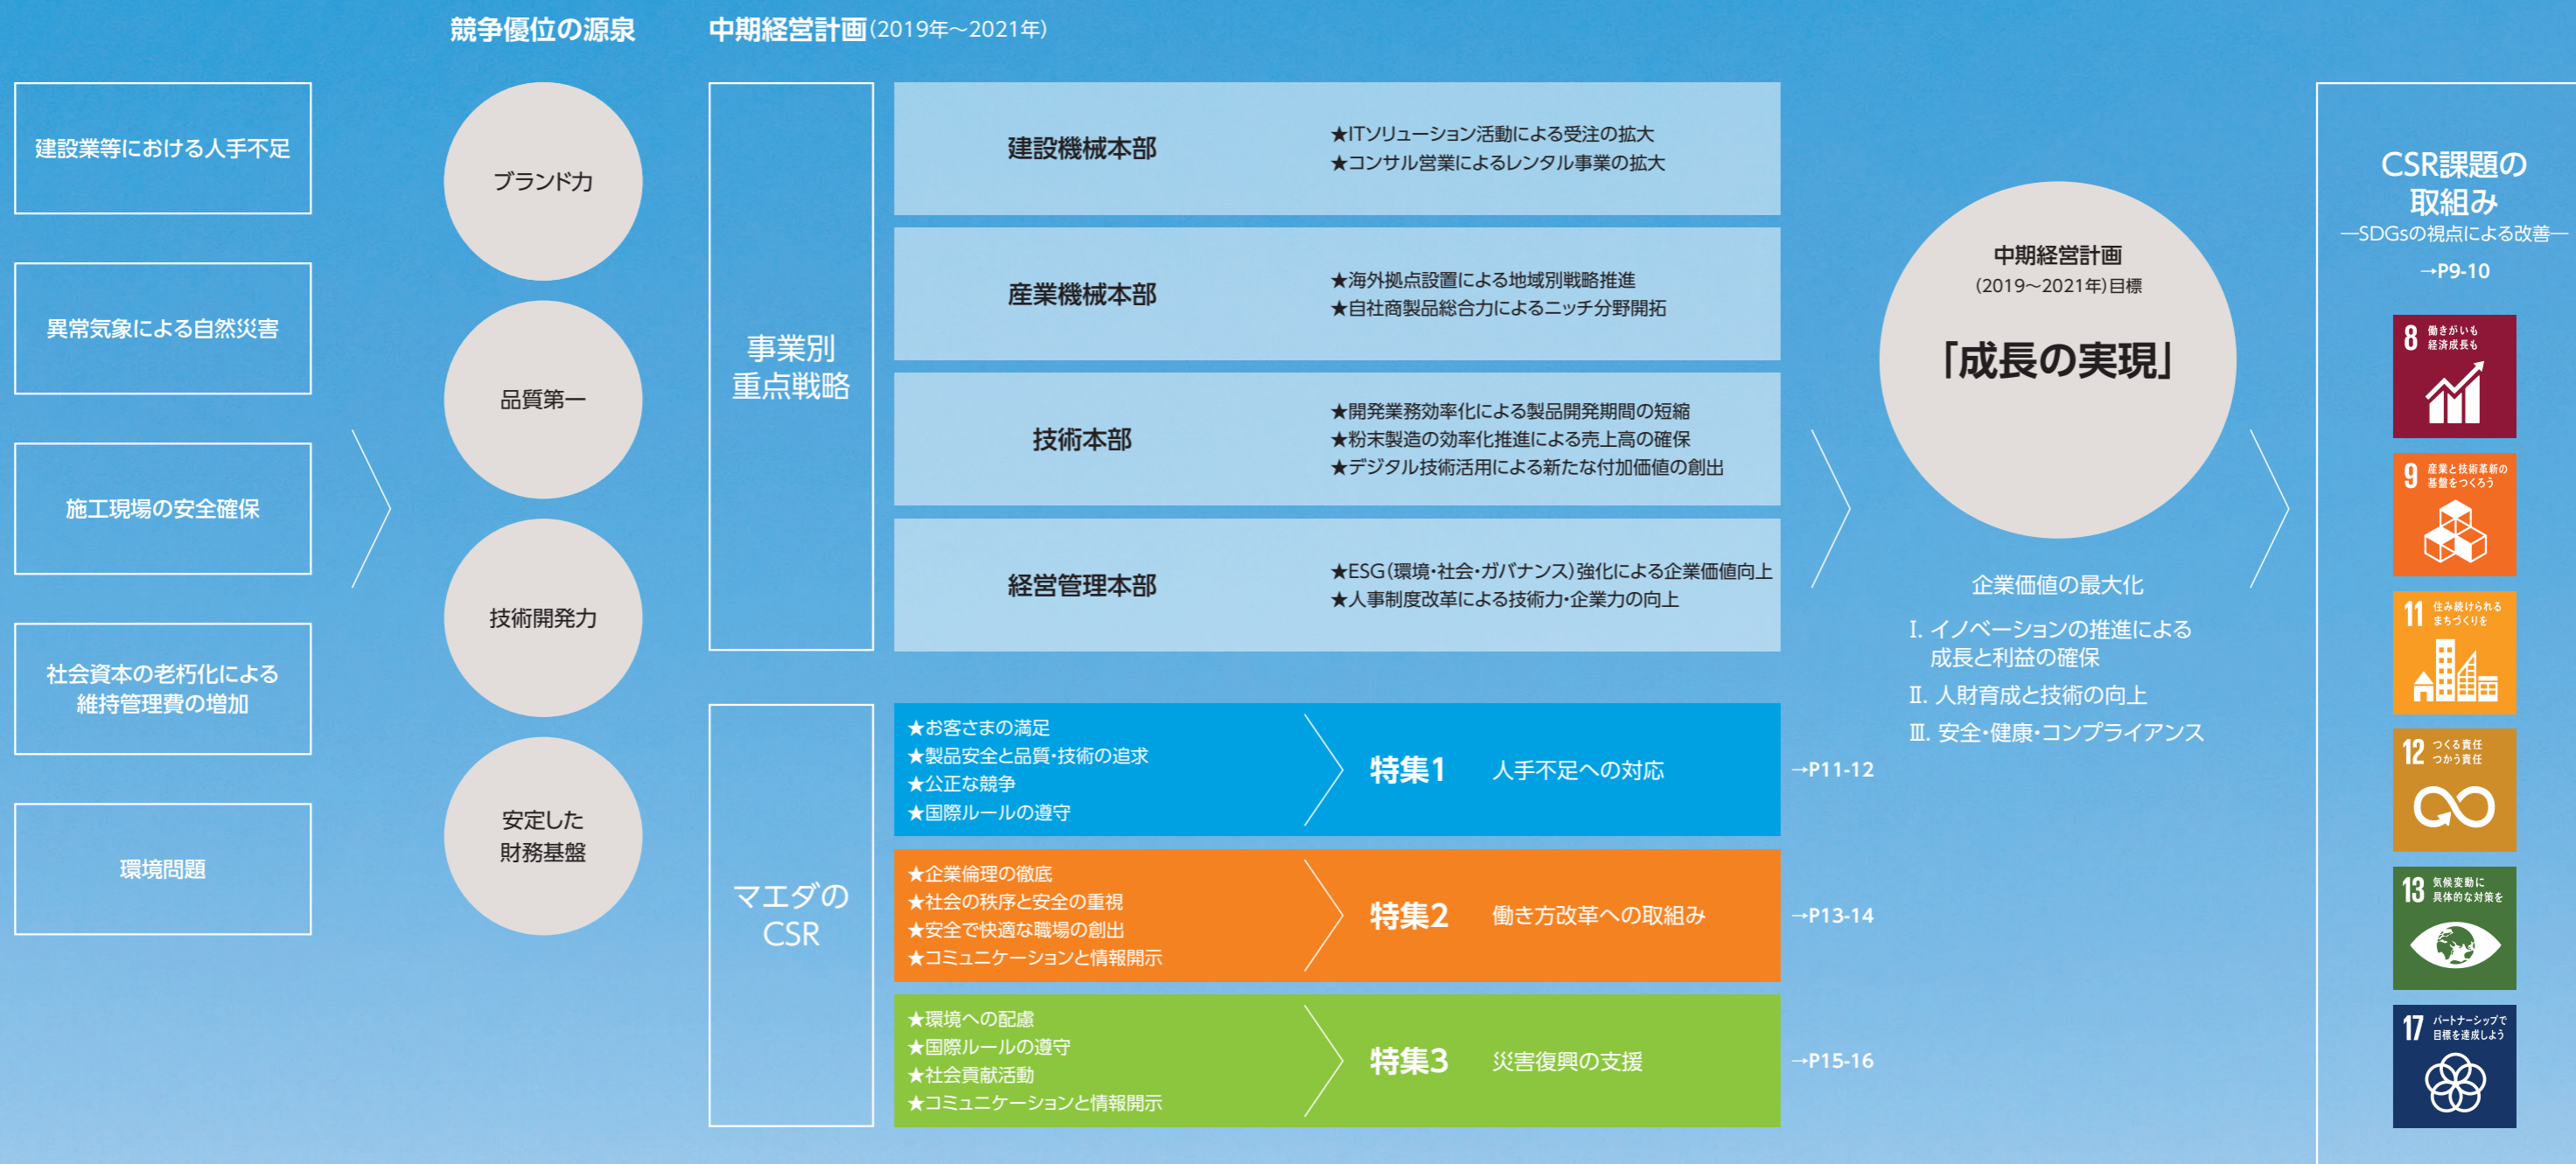 競争優位の源泉
中期経営計画(2019年～2021年)
建設業等における人手不足
異常気象による自然災害
施工現場の安全確保
社会資本の老朽化による
維持管理費の増加
環境問題
ブランド力
品質第一
技術開発力
安定した
財務基盤
事業別
重点戦略
建設機械本部
★ITソリューション活動による受注の拡大
★コンサル営業によるレンタル事業の拡大
産業機械本部
★海外拠点設置による地域別戦略推進
★自社商製品総合力によるニッチ分野開拓
技術本部
★開発業務効率化による製品開発期間の短縮
★粉末製造の効率化推進による売上高の確保
★デジタル技術活用による新たな付加価値の創出
経営管理本部
★ESG(環境・社会・ガバナンス)強化による企業価値向上
★人事制度改革による技術力・企業力の向上
マエダの
CSR
★お客さまの満足
★製品安全と品質・技術の追求
★公正な競争
★国際ルールの遵守
特集1 人手不足への対応
→P11-12
★企業倫理の徹底
★社会の秩序と安全の重視
★安全で快適な職場の創出
★コミュニケーションと情報開示
特集2 働き方改革への取組み
→P13-14
★環境への配慮
★国際ルールの遵守
★社会貢献活動
★コミュニケーションと情報開示
特集3 災害復興の支援
→P15-16
中期経営計画
(2019～2021年)目標
「成長の実現」
企業価値の最大化
Ⅰ. イノベーションの推進による
成長と利益の確保
Ⅱ. 人財育成と技術の向上
Ⅲ. 安全・健康・コンプライアンス
CSR課題の
取組み
―SDGsの視点による改善―
→P9-10
8 働きがいも
経済成長も
9 産業と技術革新の
基盤をつくろう
11 住み続けられる
まちづくりを
12 つくる責任
つかう責任
13 気候変動に
具体的な対策を
17 パートナーシップで
目標を達成しよう